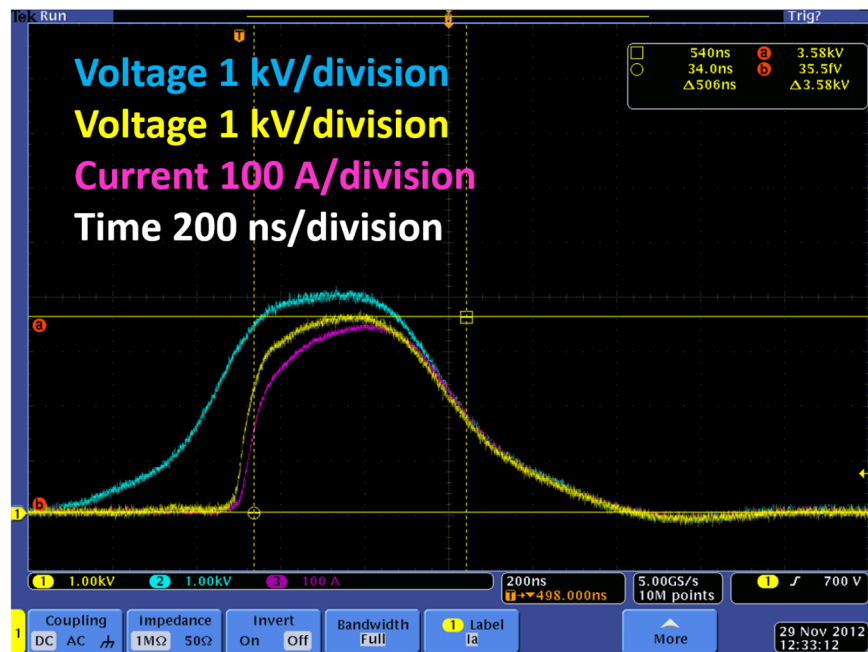 Tek Run Trig?
T
Voltage 1 kV/division
Voltage 1 kV/division
Current 100 A/division
Time 200 ns/division
540ns a 3.58kV
34.0ns b 35.5fV
Δ506ns Δ3.58kV
a
b
1
1 1.00kV 2 1.00kV 3 100 A
200ns
T→▼498.000ns
5.00GS/s
10M points
1 700 V
1
Coupling
DC AC
Impedance
1MΩ 50Ω
Invert
On Off
Bandwidth
Full
1 Label
Ia
More
29 Nov 2012
12:33:12